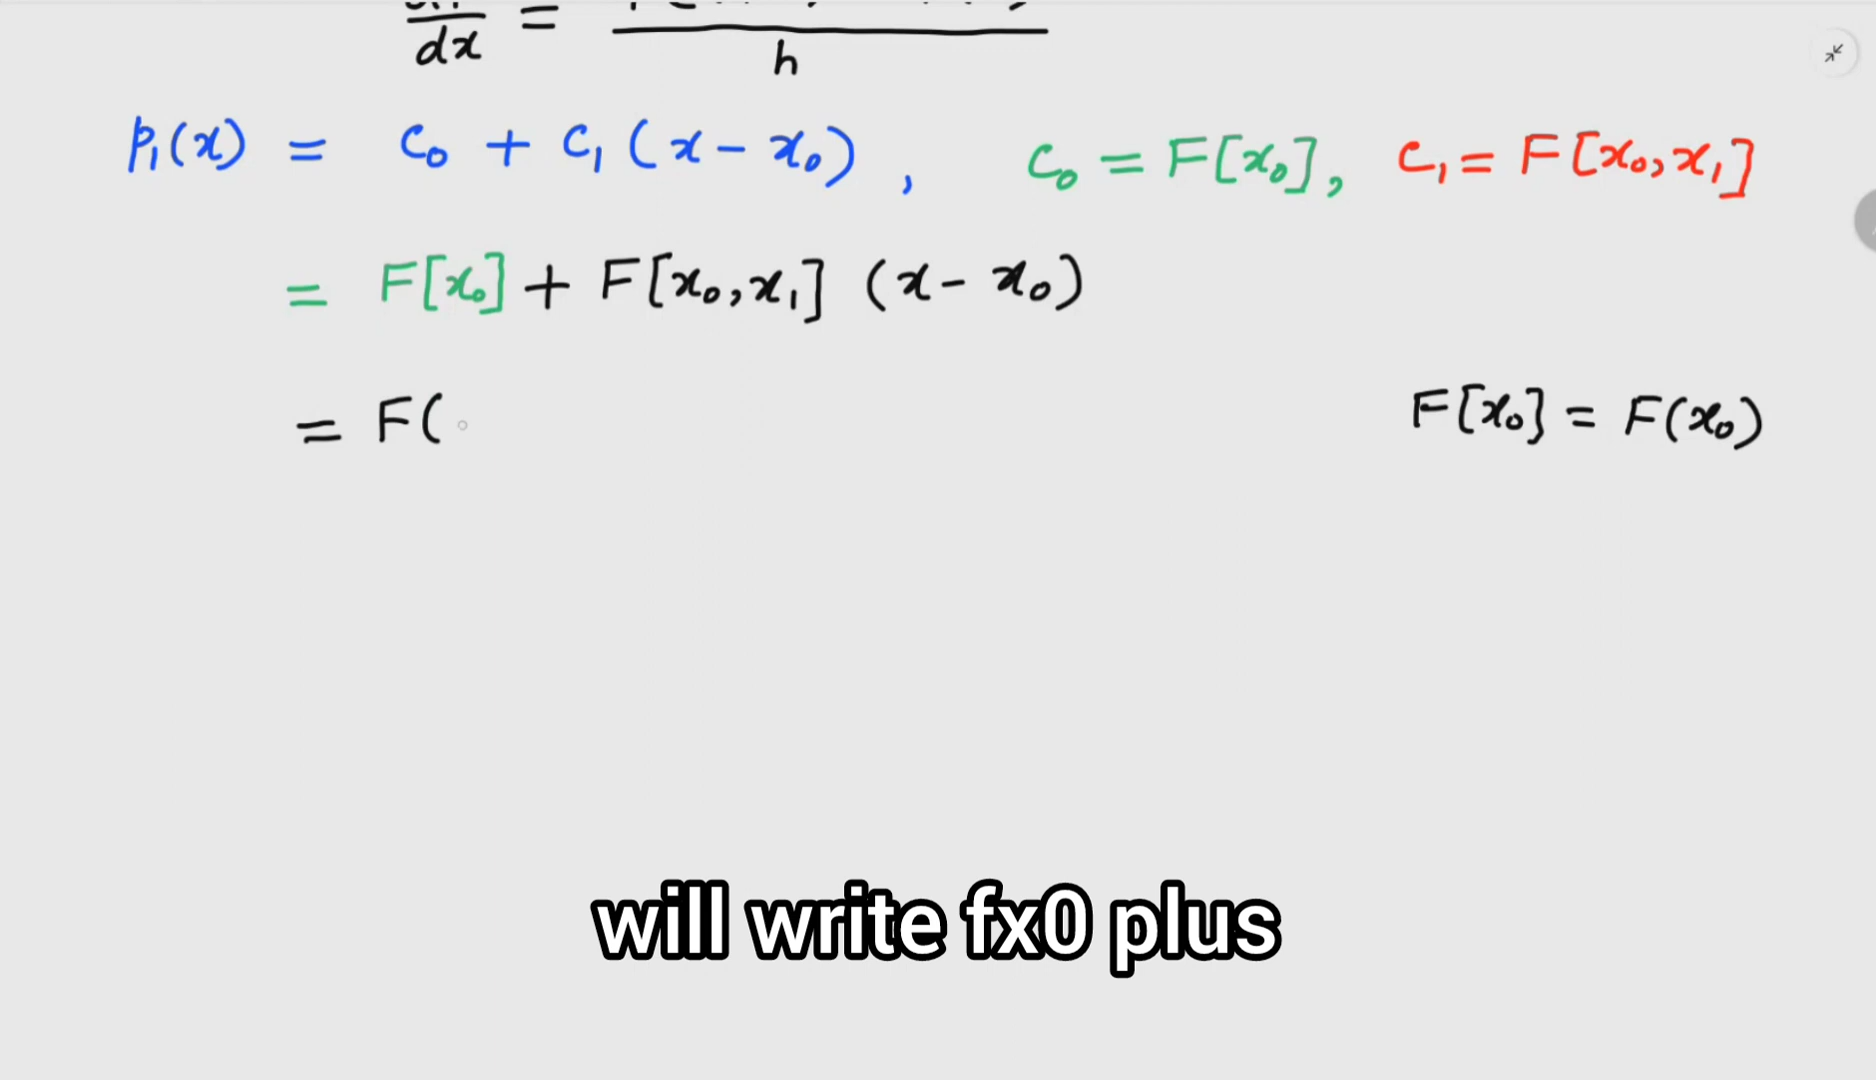 dx =
h
P₁(x) = C₀ + C₁ (x - x₀) , C₀ = F[x₀], C₁ = F[x₀, x₁]
= F[x₀] + F[x₀, x₁] (x - x₀)
= F( F[x₀] = F(x₀)
will write fx0 plus